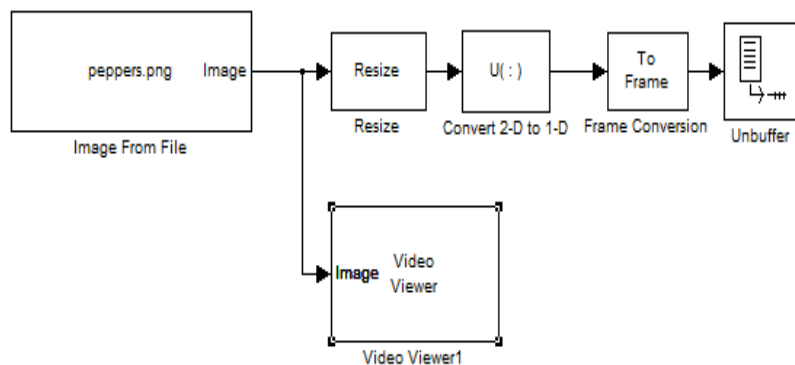 peppers.png
Image
Image From File
Resize
Resize
U( : )
Convert 2-D to 1-D
To
Frame
Frame Conversion
Unbuffer
Image
Video
Viewer
Video Viewer1